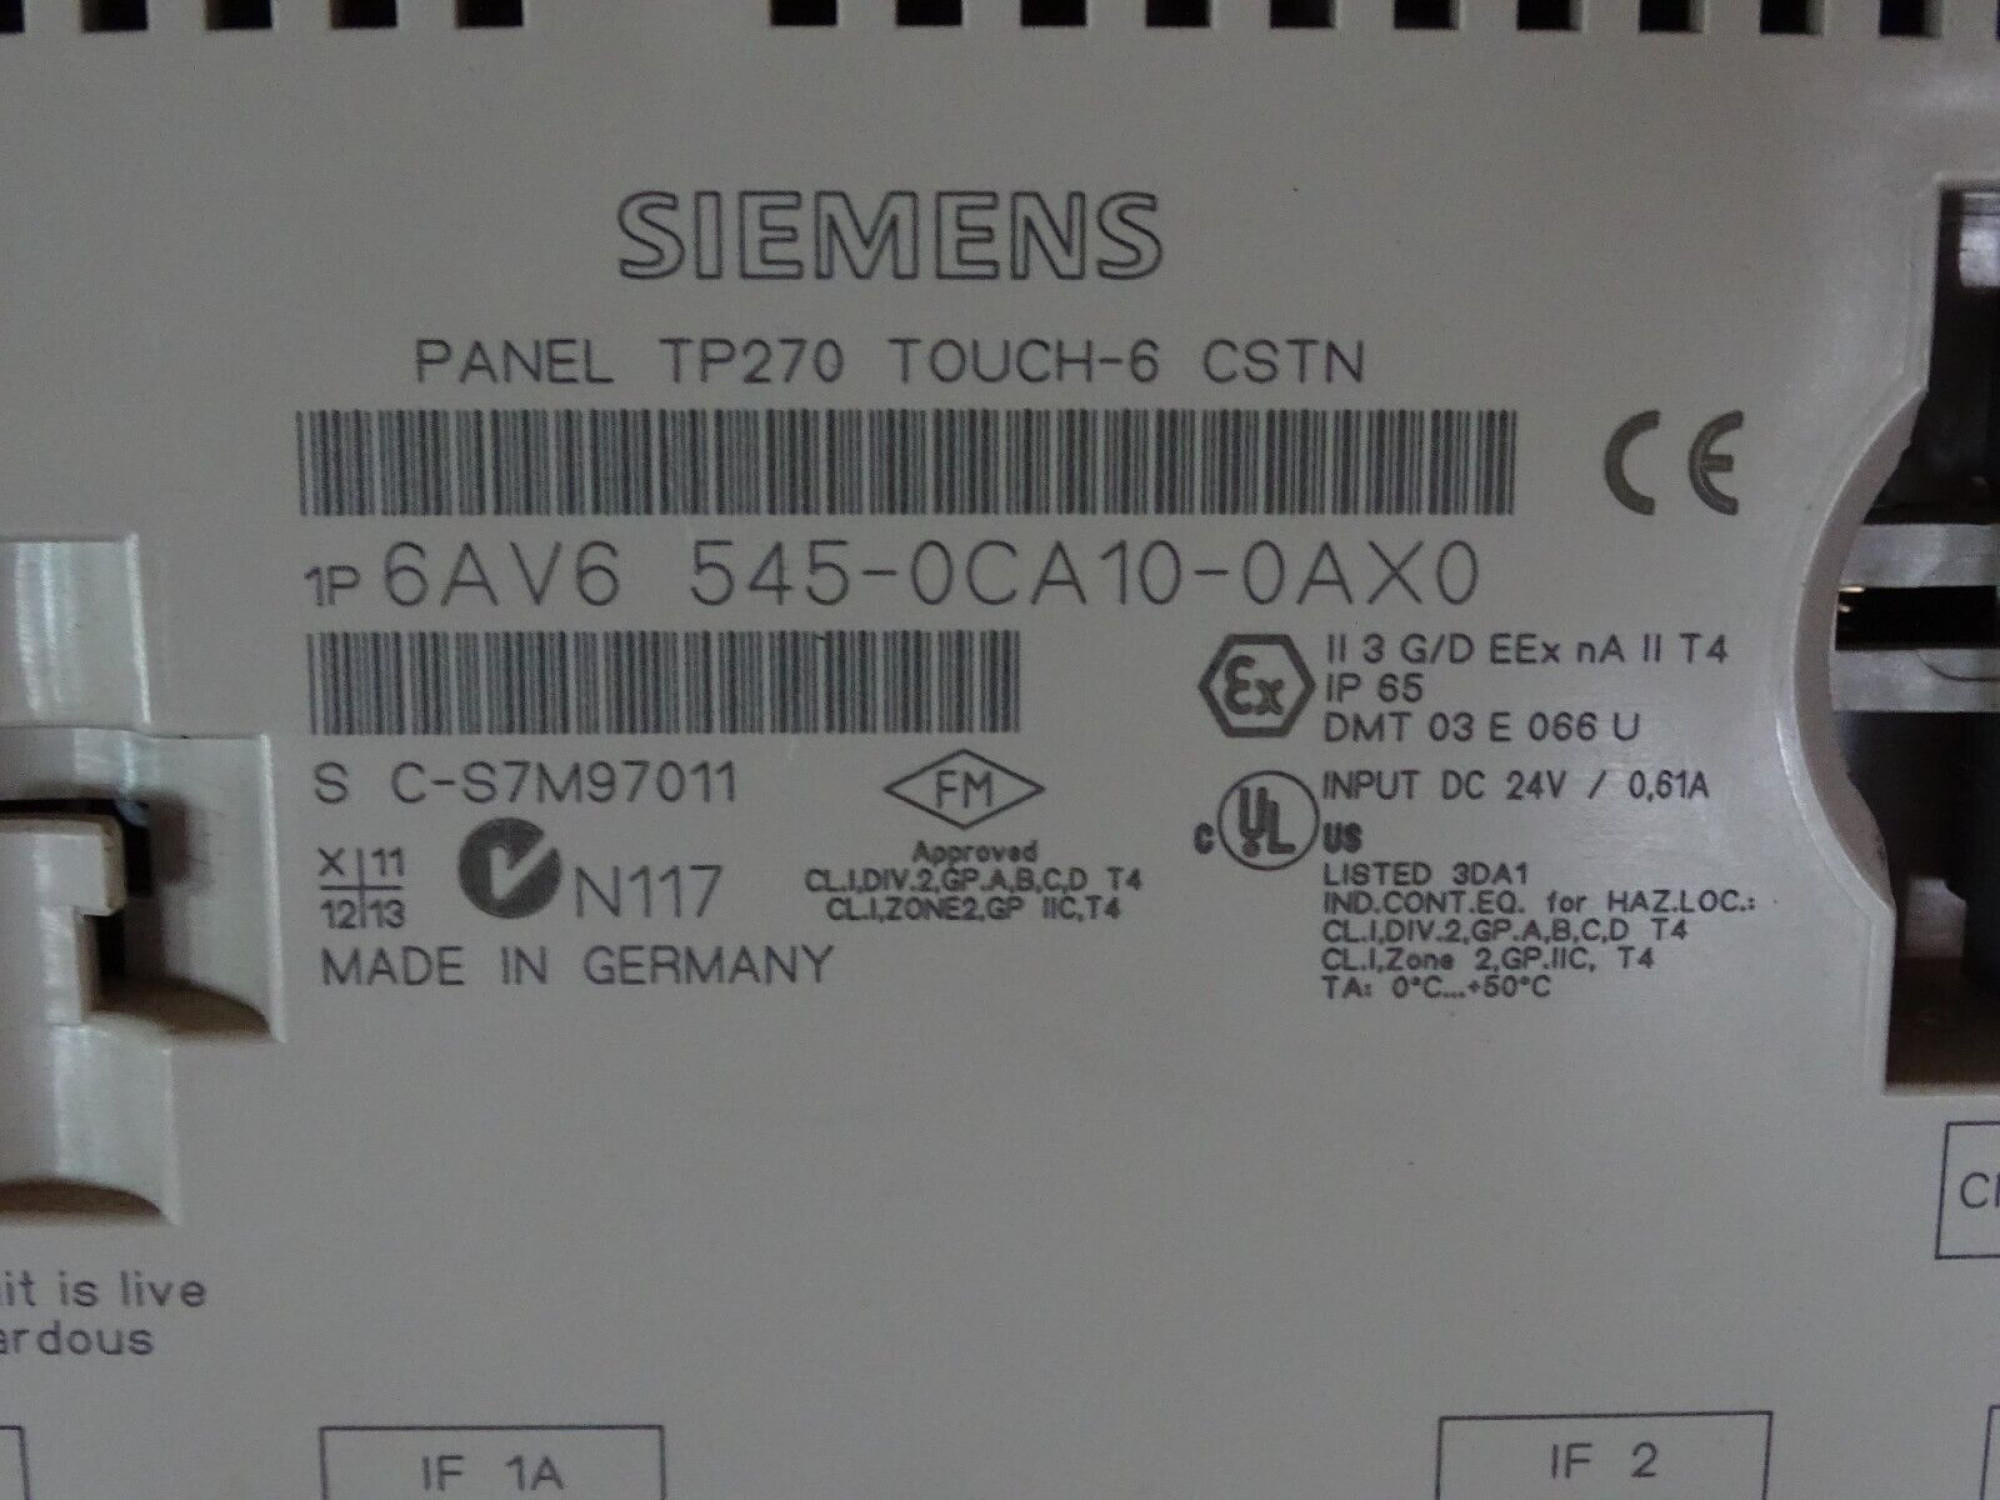 SIEMENS
PANEL TP270 TOUCH-6 CSTN
CE
1P 6AV6 545-0CA10-0AX0
Ex
II 3 G/D EEx nA II T4
IP 65
DMT 03 E 066 U
S C-S7M97011
FM
Approved
CL.I,DIV.2,GP.A,B,C,D T4
CL.I,ZONE2,GP IIC,T4
X 11
12 13
N117
MADE IN GERMANY
C UL US
INPUT DC 24V / 0,61A
LISTED 3DA1
IND.CONT.EQ. for HAZ.LOC.:
CL.I,DIV.2,GP.A,B,C,D T4
CL.I,Zone 2,GP.IIC, T4
TA: 0°C...+50°C
is live
IF 1A
IF 2